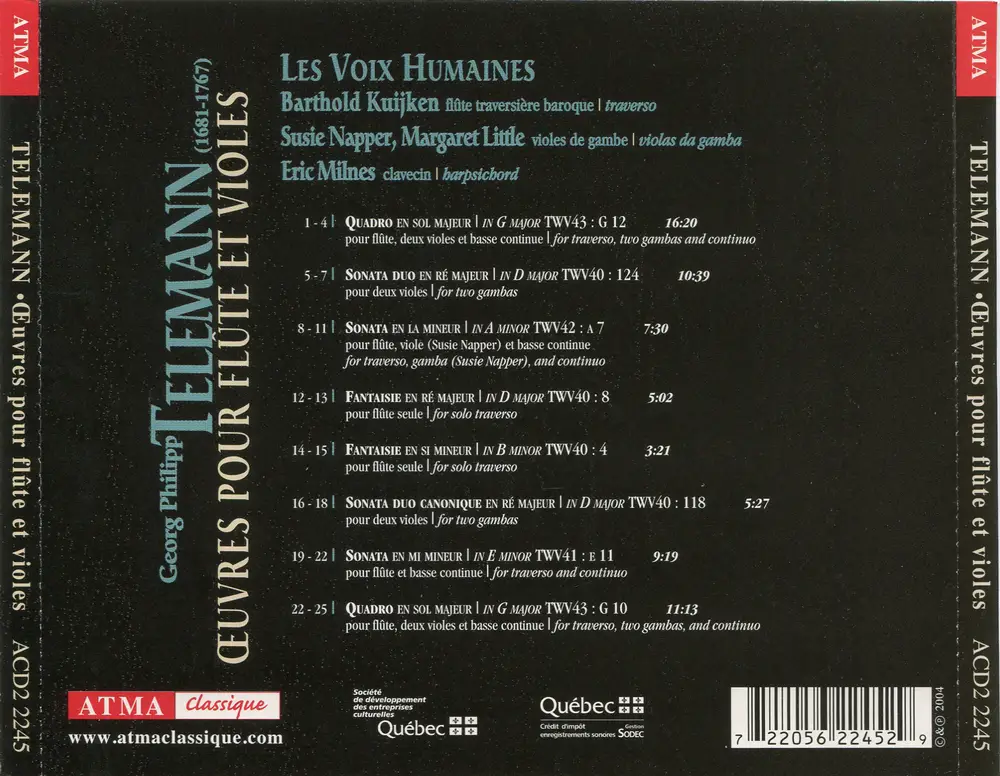 ATMA
TELEMANN • Œuvres pour flûte et violes
ACD2 2245
Georg Philipp TELEMANN (1681-1767)
ŒUVRES POUR FLÛTE ET VIOLES
LES VOIX HUMAINES
Barthold Kuijken flûte traversière baroque | traverso
Susie Napper, Margaret Little violes de gambe | violas da gamba
Eric Milnes clavecin | harpsichord
1 - 4 | QUADRO EN SOL MAJEUR | IN G MAJOR TWV43 : G 12 16:20
pour flûte, deux violes et basse continue | for traverso, two gambas and continuo
5 - 7 | SONATA DUO EN RÉ MAJEUR | IN D MAJOR TWV40 : 124 10:39
pour deux violes | for two gambas
8 - 11 | SONATA EN LA MINEUR | IN A MINOR TWV42 : A 7 7:30
pour flûte, viole (Susie Napper) et basse continue
for traverso, gamba (Susie Napper), and continuo
12 - 13 | FANTAISIE EN RÉ MAJEUR | IN D MAJOR TWV40 : 8 5:02
pour flûte seule | for solo traverso
14 - 15 | FANTAISIE EN SI MINEUR | IN B MINOR TWV40 : 4 3:21
pour flûte seule | for solo traverso
16 - 18 | SONATA DUO CANONIQUE EN RÉ MAJEUR | IN D MAJOR TWV40 : 118 5:27
pour deux violes | for two gambas
19 - 22 | SONATA EN MI MINEUR | IN E MINOR TWV41 : E 11 9:19
pour flûte et basse continue | for traverso and continuo
22 - 25 | QUADRO EN SOL MAJEUR | IN G MAJOR TWV43 : G 10 11:13
pour flûte, deux violes et basse continue | for traverso, two gambas, and continuo
ATMA Classique
www.atmaclassique.com
Société
de développement
des entreprises
culturelles
Québec
Québec
Crédit d'impôt
enregistrements sonores
Gestion
SODEC
7 22056 22452 9
© & ℗ 2004
ATMA
TELEMANN • Œuvres pour flûte et violes
ACD2 2245